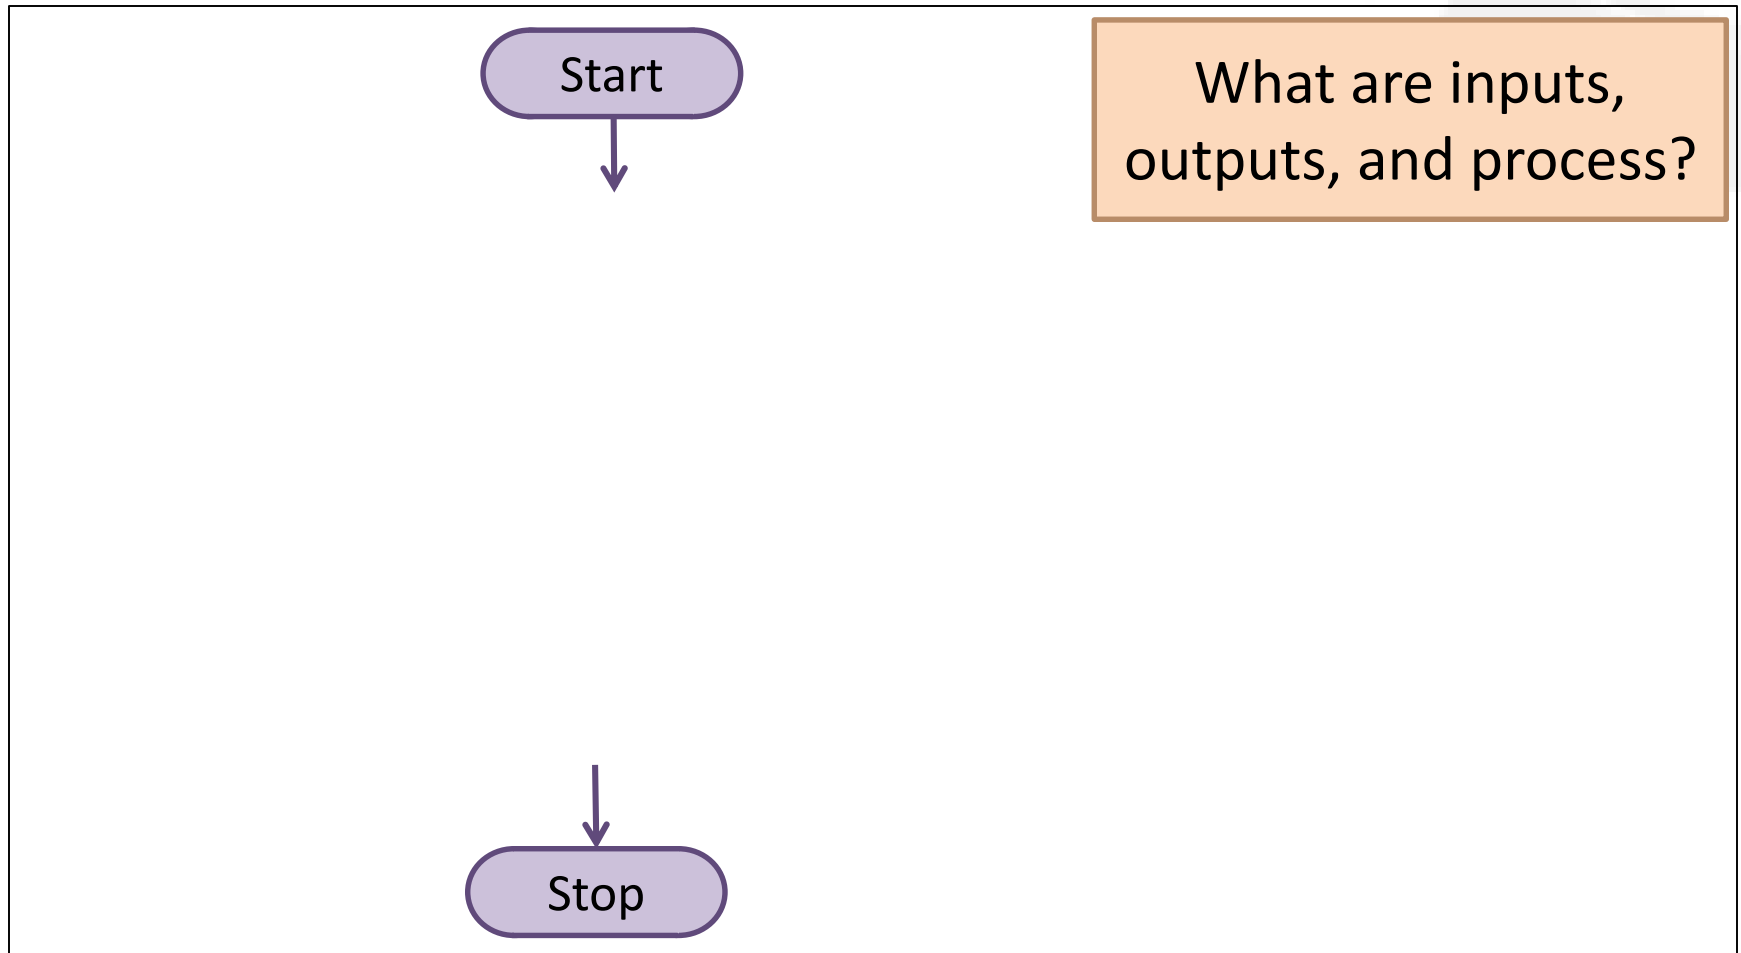 Start
What are inputs,
outputs, and process?
Stop